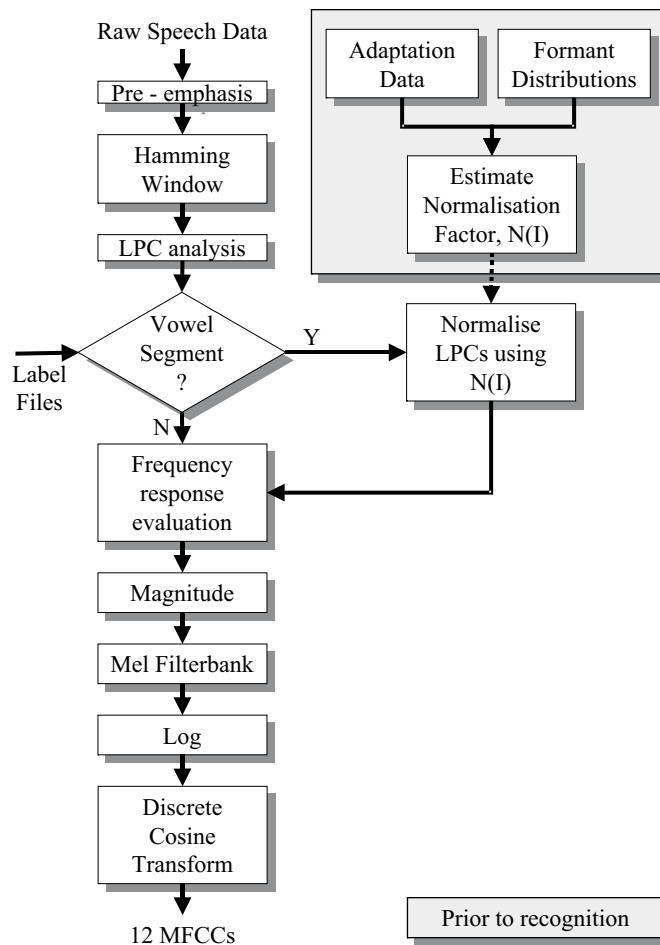 Raw Speech Data
Pre - emphasis
Hamming
Window
LPC analysis
Vowel
Segment
?
Label
Files
Y
N
Adaptation
Data
Formant
Distributions
Estimate
Normalisation
Factor, N(I)
Normalise
LPCs using
N(I)
Frequency
response
evaluation
Magnitude
Mel Filterbank
Log
Discrete
Cosine
Transform
12 MFCCs
Prior to recognition